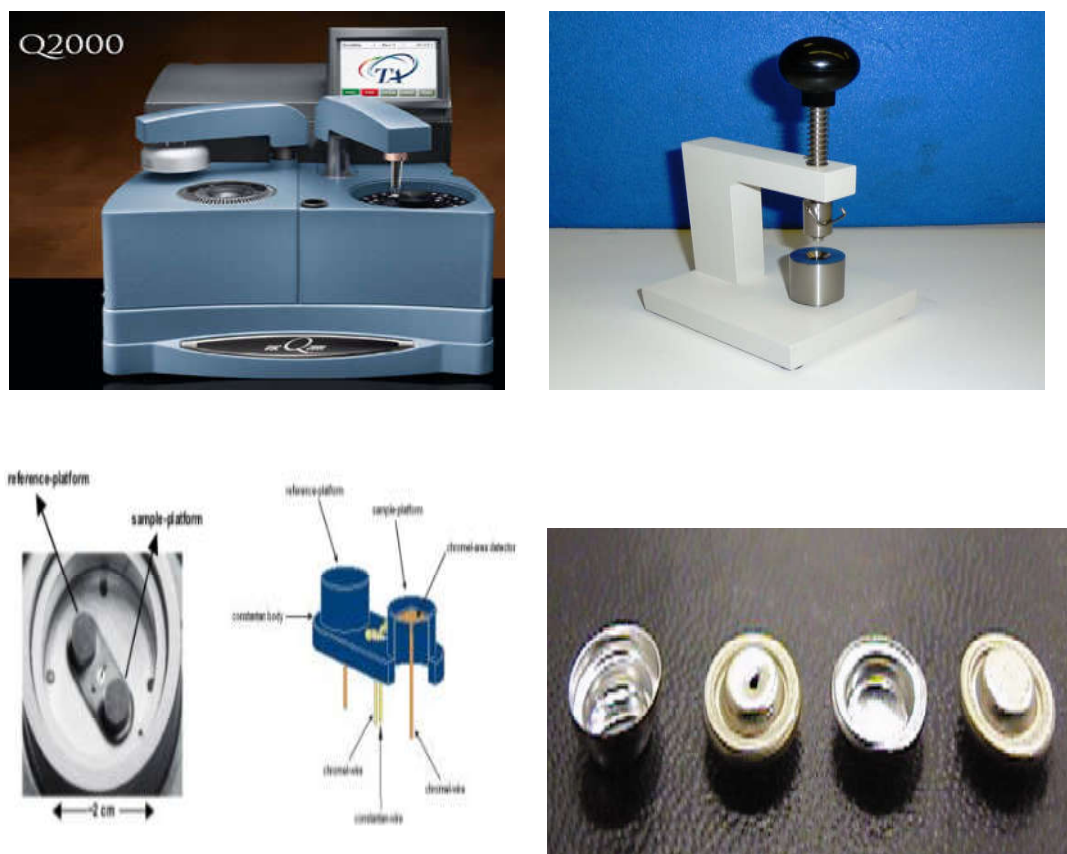 Q2000
TA
Q
reference-platform
sample-platform
~2 cm
reference-platform
sample-platform
chromel-area detector
constantan body
chromel-wire
constantan-wire
chromel-wire